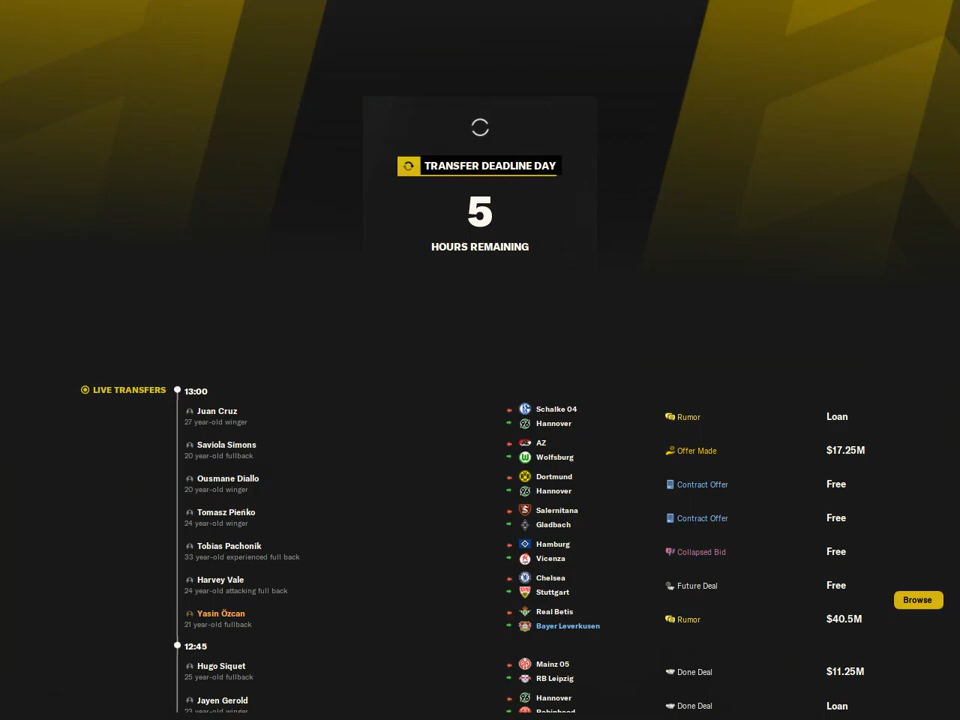 TRANSFER DEADLINE DAY
5
HOURS REMAINING
LIVE TRANSFERS
13:00
Juan Cruz
27 year-old winger
Schalke 04
Hannover
Rumor
Loan
Saviola Simons
20 year-old fullback
AZ
Wolfsburg
Offer Made
$17.25M
Ousmane Diallo
20 year-old winger
Dortmund
Hannover
Contract Offer
Free
Tomasz Pieńko
24 year-old winger
Salernitana
Gladbach
Contract Offer
Free
Tobias Pachonik
33 year-old experienced full back
Hamburg
Vicenza
Collapsed Bid
Free
Harvey Vale
24 year-old attacking full back
Chelsea
Stuttgart
Future Deal
Free
Browse
Yasin Özcan
21 year-old fullback
Real Betis
Bayer Leverkusen
Rumor
$40.5M
12:45
Hugo Siquet
25 year-old fullback
Mainz 05
RB Leipzig
Done Deal
$11.25M
Jayen Gerold
23 year-old winger
Hannover
Done Deal
Loan